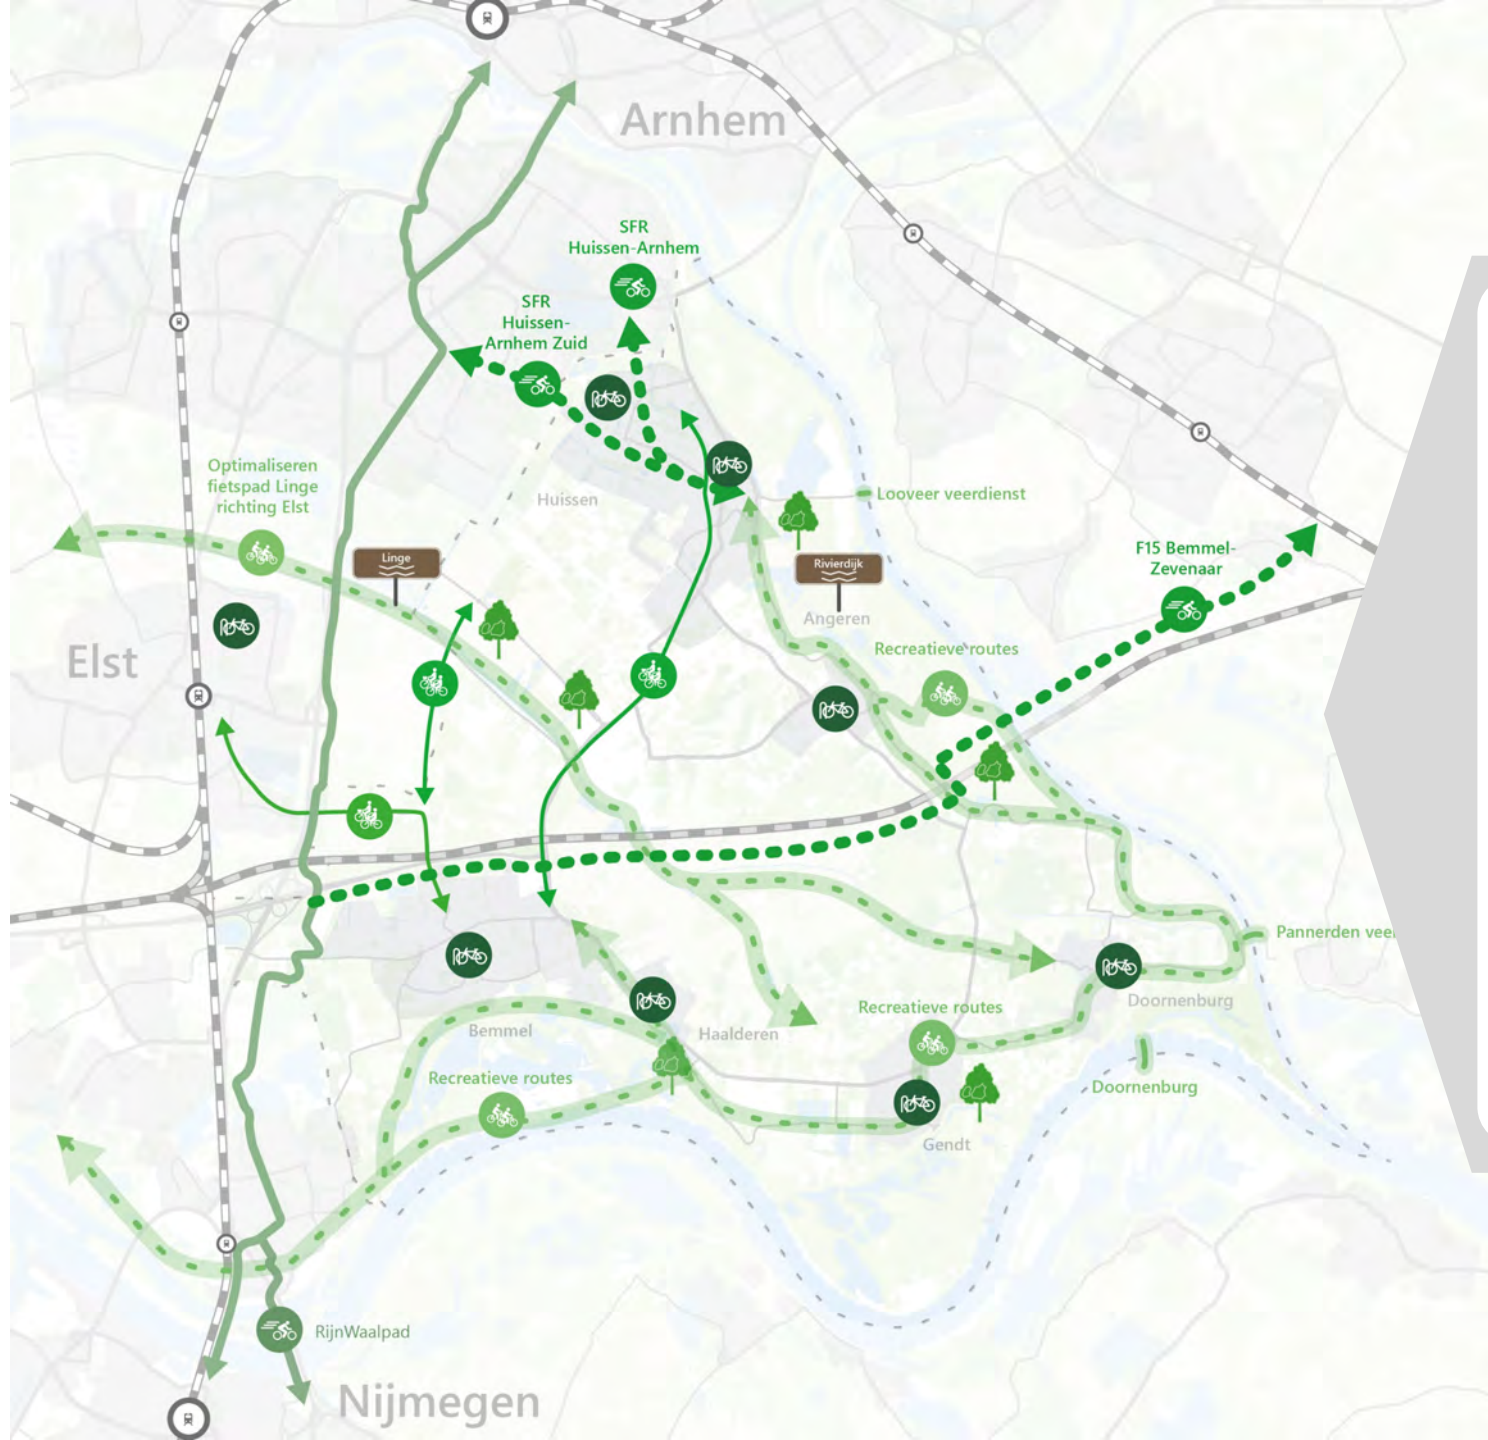 Arnhem
SFR
Huissen-Arnhem
SFR
Huissen-
Arnhem Zuid
Optimaliseren
fietspad Linge
richting Elst
Huissen
Looveer veerdienst
Linge
Rivierdijk
F15 Bemmel-
Zevenaar
Angeren
Elst
Recreatieve routes
Pannerden veer
Doornenburg
Recreatieve routes
Bemmel
Haalderen
Recreatieve routes
Doornenburg
Gendt
RijnWaalpad
Nijmegen